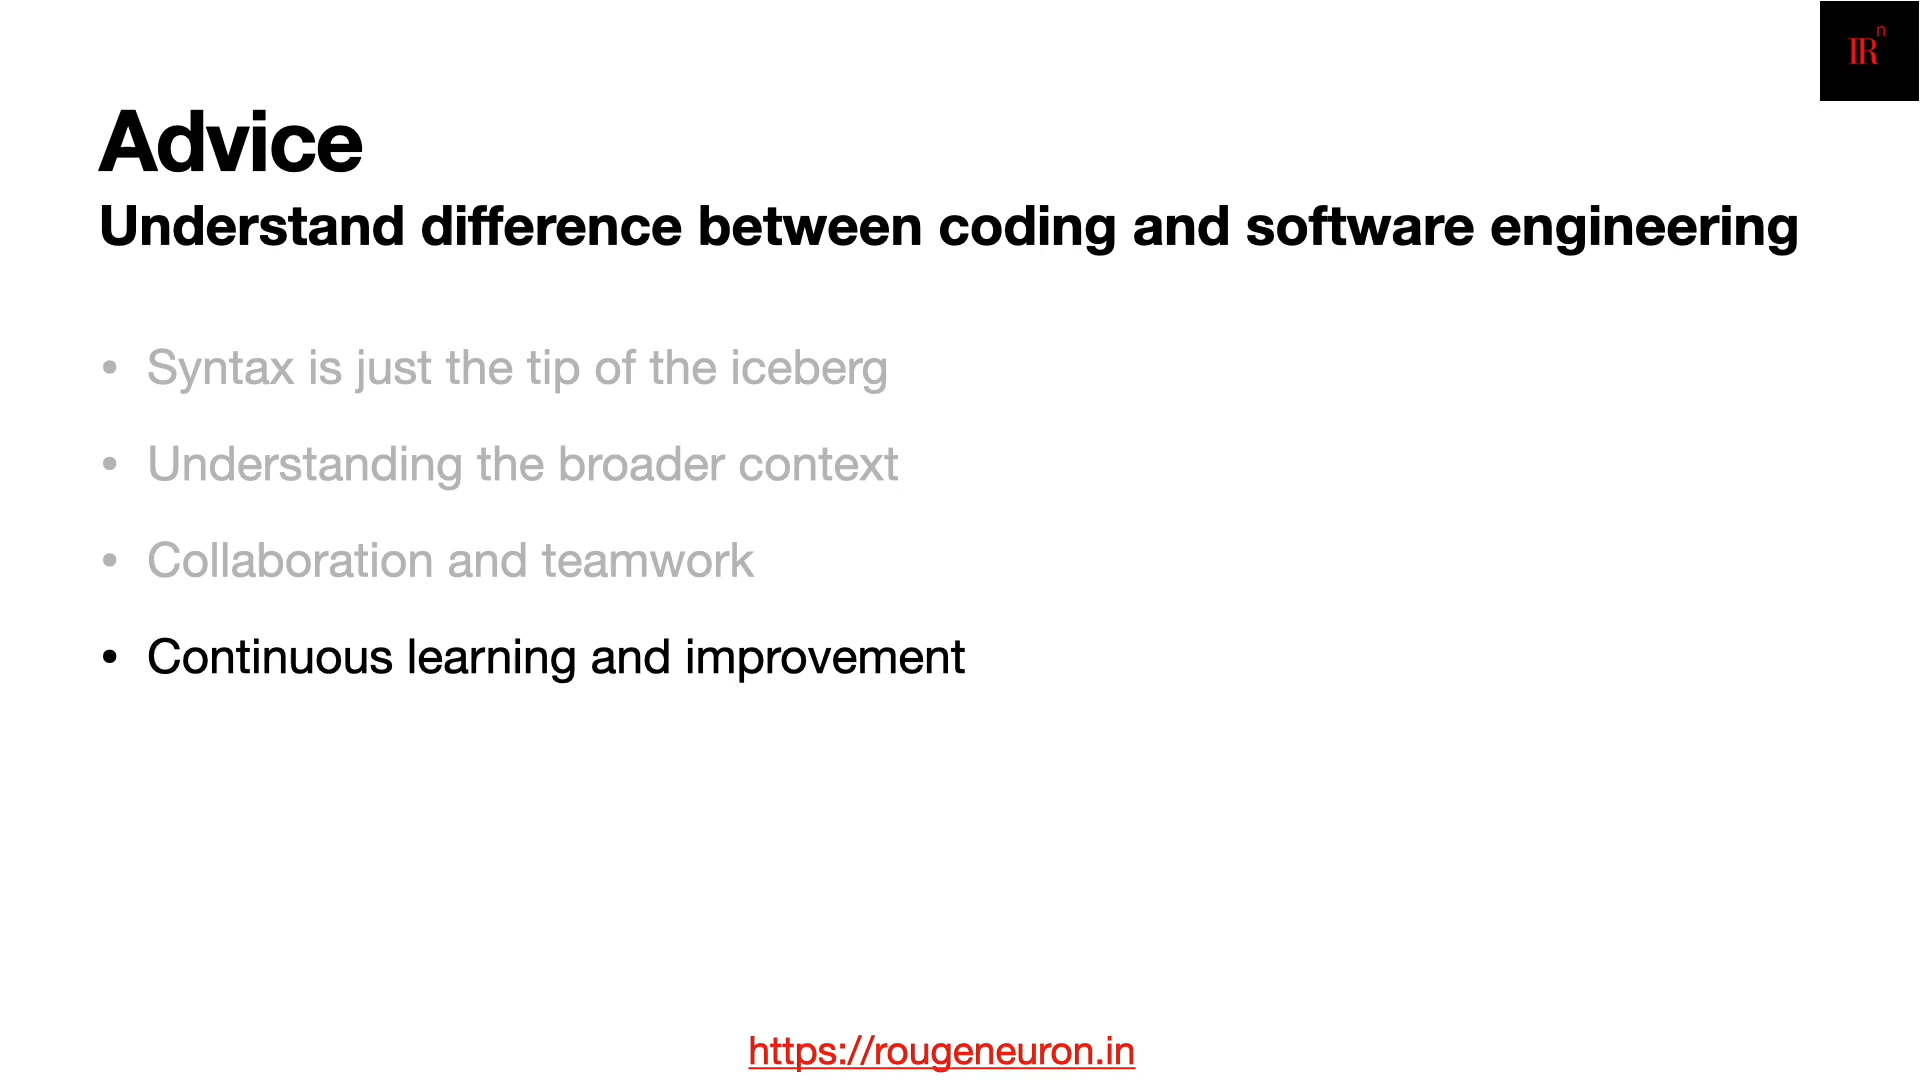 IRⁿ
Advice
Understand difference between coding and software engineering
• Syntax is just the tip of the iceberg
• Understanding the broader context
• Collaboration and teamwork
• Continuous learning and improvement
https://rougeneuron.in